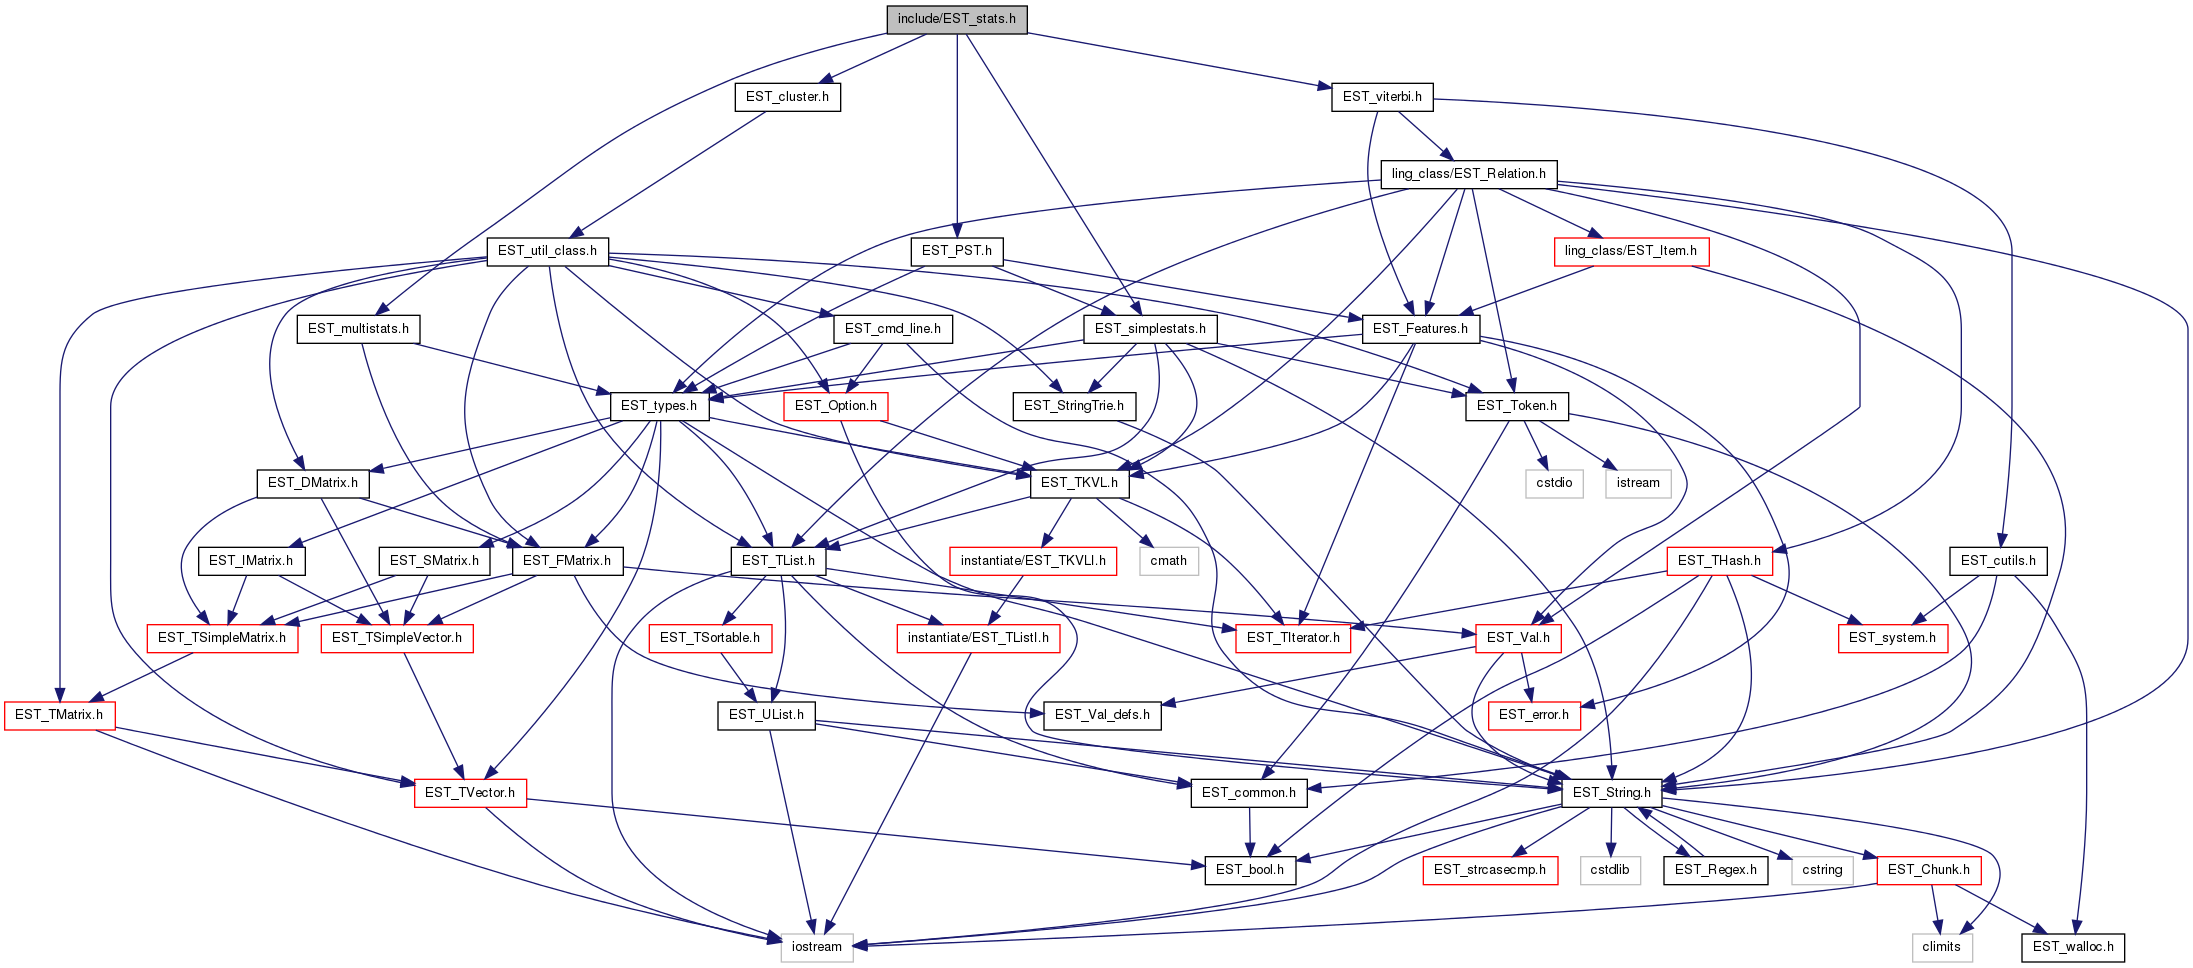 include/EST_stats.h
EST_cluster.h
EST_viterbi.h
ling_class/EST_Relation.h
EST_util_class.h
EST_PST.h
ling_class/EST_Item.h
EST_multistats.h
EST_cmd_line.h
EST_simplestats.h
EST_Features.h
EST_types.h
EST_Option.h
EST_StringTrie.h
EST_Token.h
EST_DMatrix.h
EST_TKVL.h
cstdio
istream
EST_IMatrix.h
EST_SMatrix.h
EST_FMatrix.h
EST_TList.h
instantiate/EST_TKVLI.h
cmath
EST_THash.h
EST_cutils.h
EST_TSimpleMatrix.h
EST_TSimpleVector.h
EST_TSortable.h
instantiate/EST_TListI.h
EST_TIterator.h
EST_Val.h
EST_system.h
EST_TMatrix.h
EST_UList.h
EST_Val_defs.h
EST_error.h
EST_TVector.h
EST_common.h
EST_String.h
EST_bool.h
EST_strcasecmp.h
cstdlib
EST_Regex.h
cstring
EST_Chunk.h
iostream
climits
EST_walloc.h